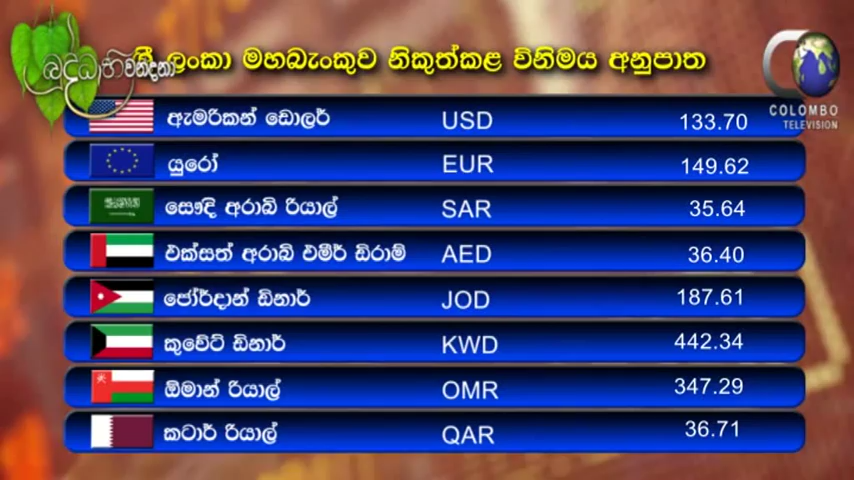 බුද්ධාභිවන්දනා
ශ්‍රී ලංකා මහබැංකුව නිකුත්කළ විනිමය අනුපාත
COLOMBO
TELEVISION
ඇමරිකන් ඩොලර් USD 133.70
යුරෝ EUR 149.62
සෞදි අරාබි රියාල් SAR 35.64
එක්සත් අරාබි එමීර් ඩිරාම් AED 36.40
ජෝර්දාන් ඩිනාර් JOD 187.61
කුවේට් ඩිනාර් KWD 442.34
ඕමාන් රියාල් OMR 347.29
කටාර් රියාල් QAR 36.71